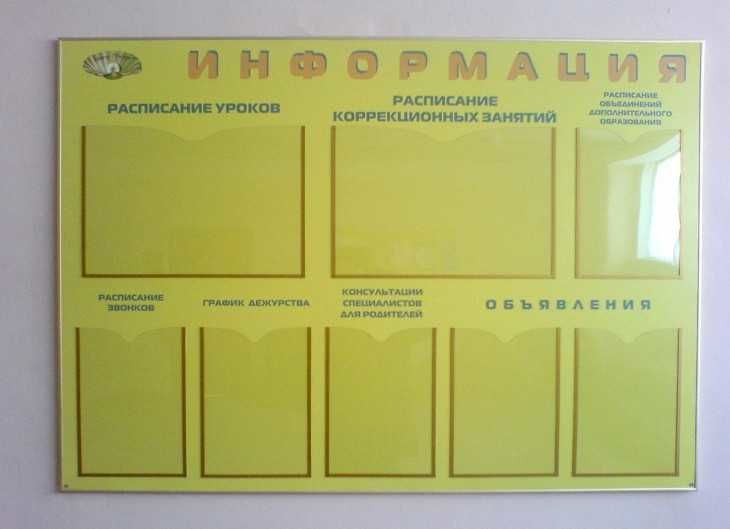 ИНФОРМАЦИЯ
РАСПИСАНИЕ УРОКОВ
РАСПИСАНИЕ
КОРРЕКЦИОННЫХ ЗАНЯТИЙ
РАСПИСАНИЕ
ОБЪЕДИНЕНИЙ
ДОПОЛНИТЕЛЬНОГО
ОБРАЗОВАНИЯ
РАСПИСАНИЕ
ЗВОНКОВ
ГРАФИК ДЕЖУРСТВА
КОНСУЛЬТАЦИИ
СПЕЦИАЛИСТОВ
ДЛЯ РОДИТЕЛЕЙ
ОБЪЯВЛЕНИЯ